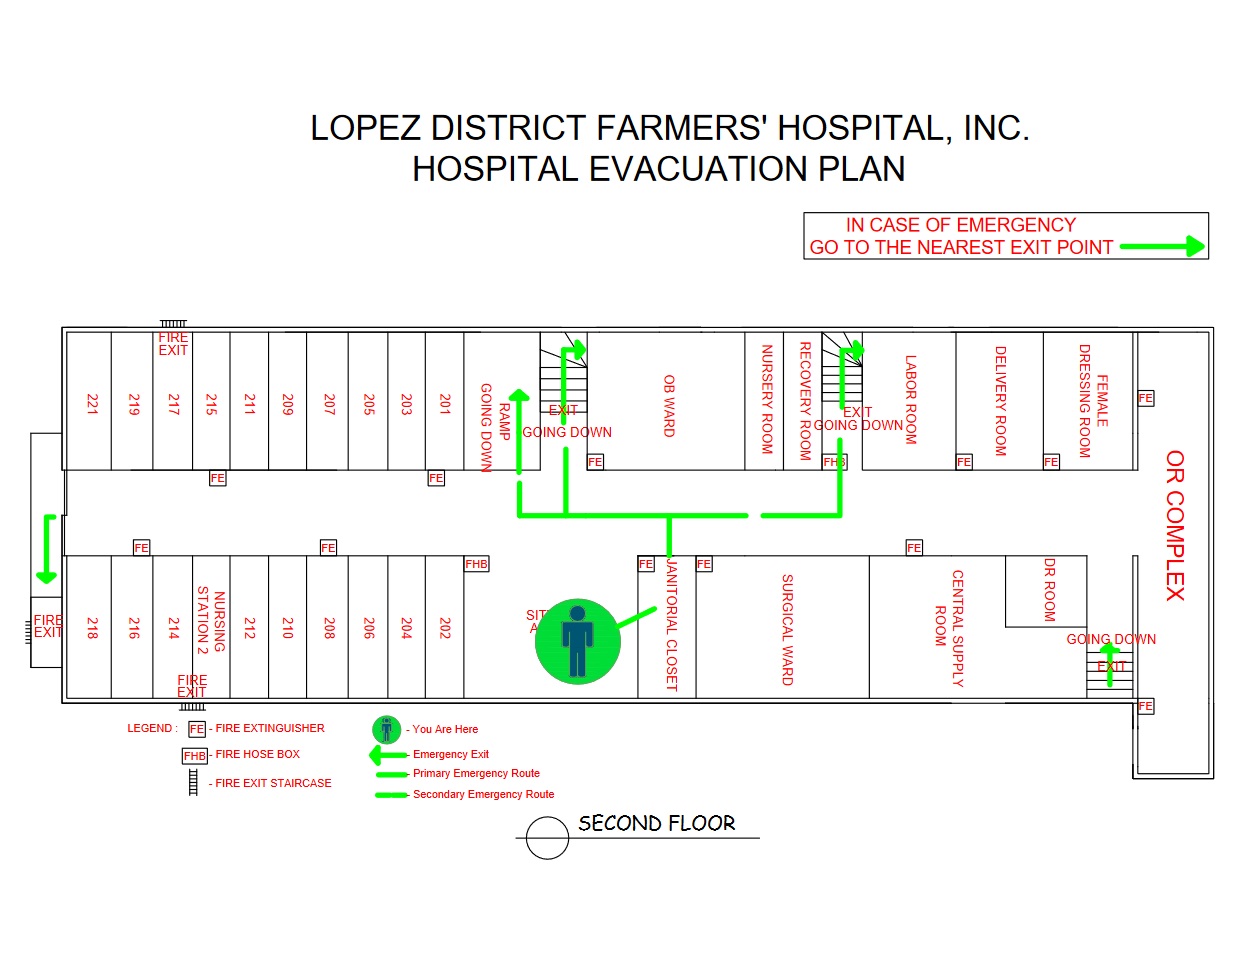 LOPEZ DISTRICT FARMERS' HOSPITAL, INC.
HOSPITAL EVACUATION PLAN
IN CASE OF EMERGENCY
GO TO THE NEAREST EXIT POINT
FIRE
EXIT
221
219
217
215
211
209
207
205
203
201
RAMP
GOING DOWN
EXIT
GOING DOWN
OB WARD
NURSERY ROOM
RECOVERY ROOM
EXIT
GOING DOWN
LABOR ROOM
DELIVERY ROOM
FEMALE
DRESSING ROOM
FE
FE
FE
FE
FHB
FE
FE
OR COMPLEX
FE
FE
FHB
FE
FE
FE
FIRE
EXIT
218
216
214
NURSING
STATION 2
212
210
208
206
204
202
JANITORIAL CLOSET
SURGICAL WARD
CENTRAL SUPPLY
ROOM
DR ROOM
GOING DOWN
EXIT
FIRE
EXIT
FE
LEGEND :
FE - FIRE EXTINGUISHER
FHB - FIRE HOSE BOX
- FIRE EXIT STAIRCASE
- You Are Here
- Emergency Exit
- Primary Emergency Route
- Secondary Emergency Route
SECOND FLOOR